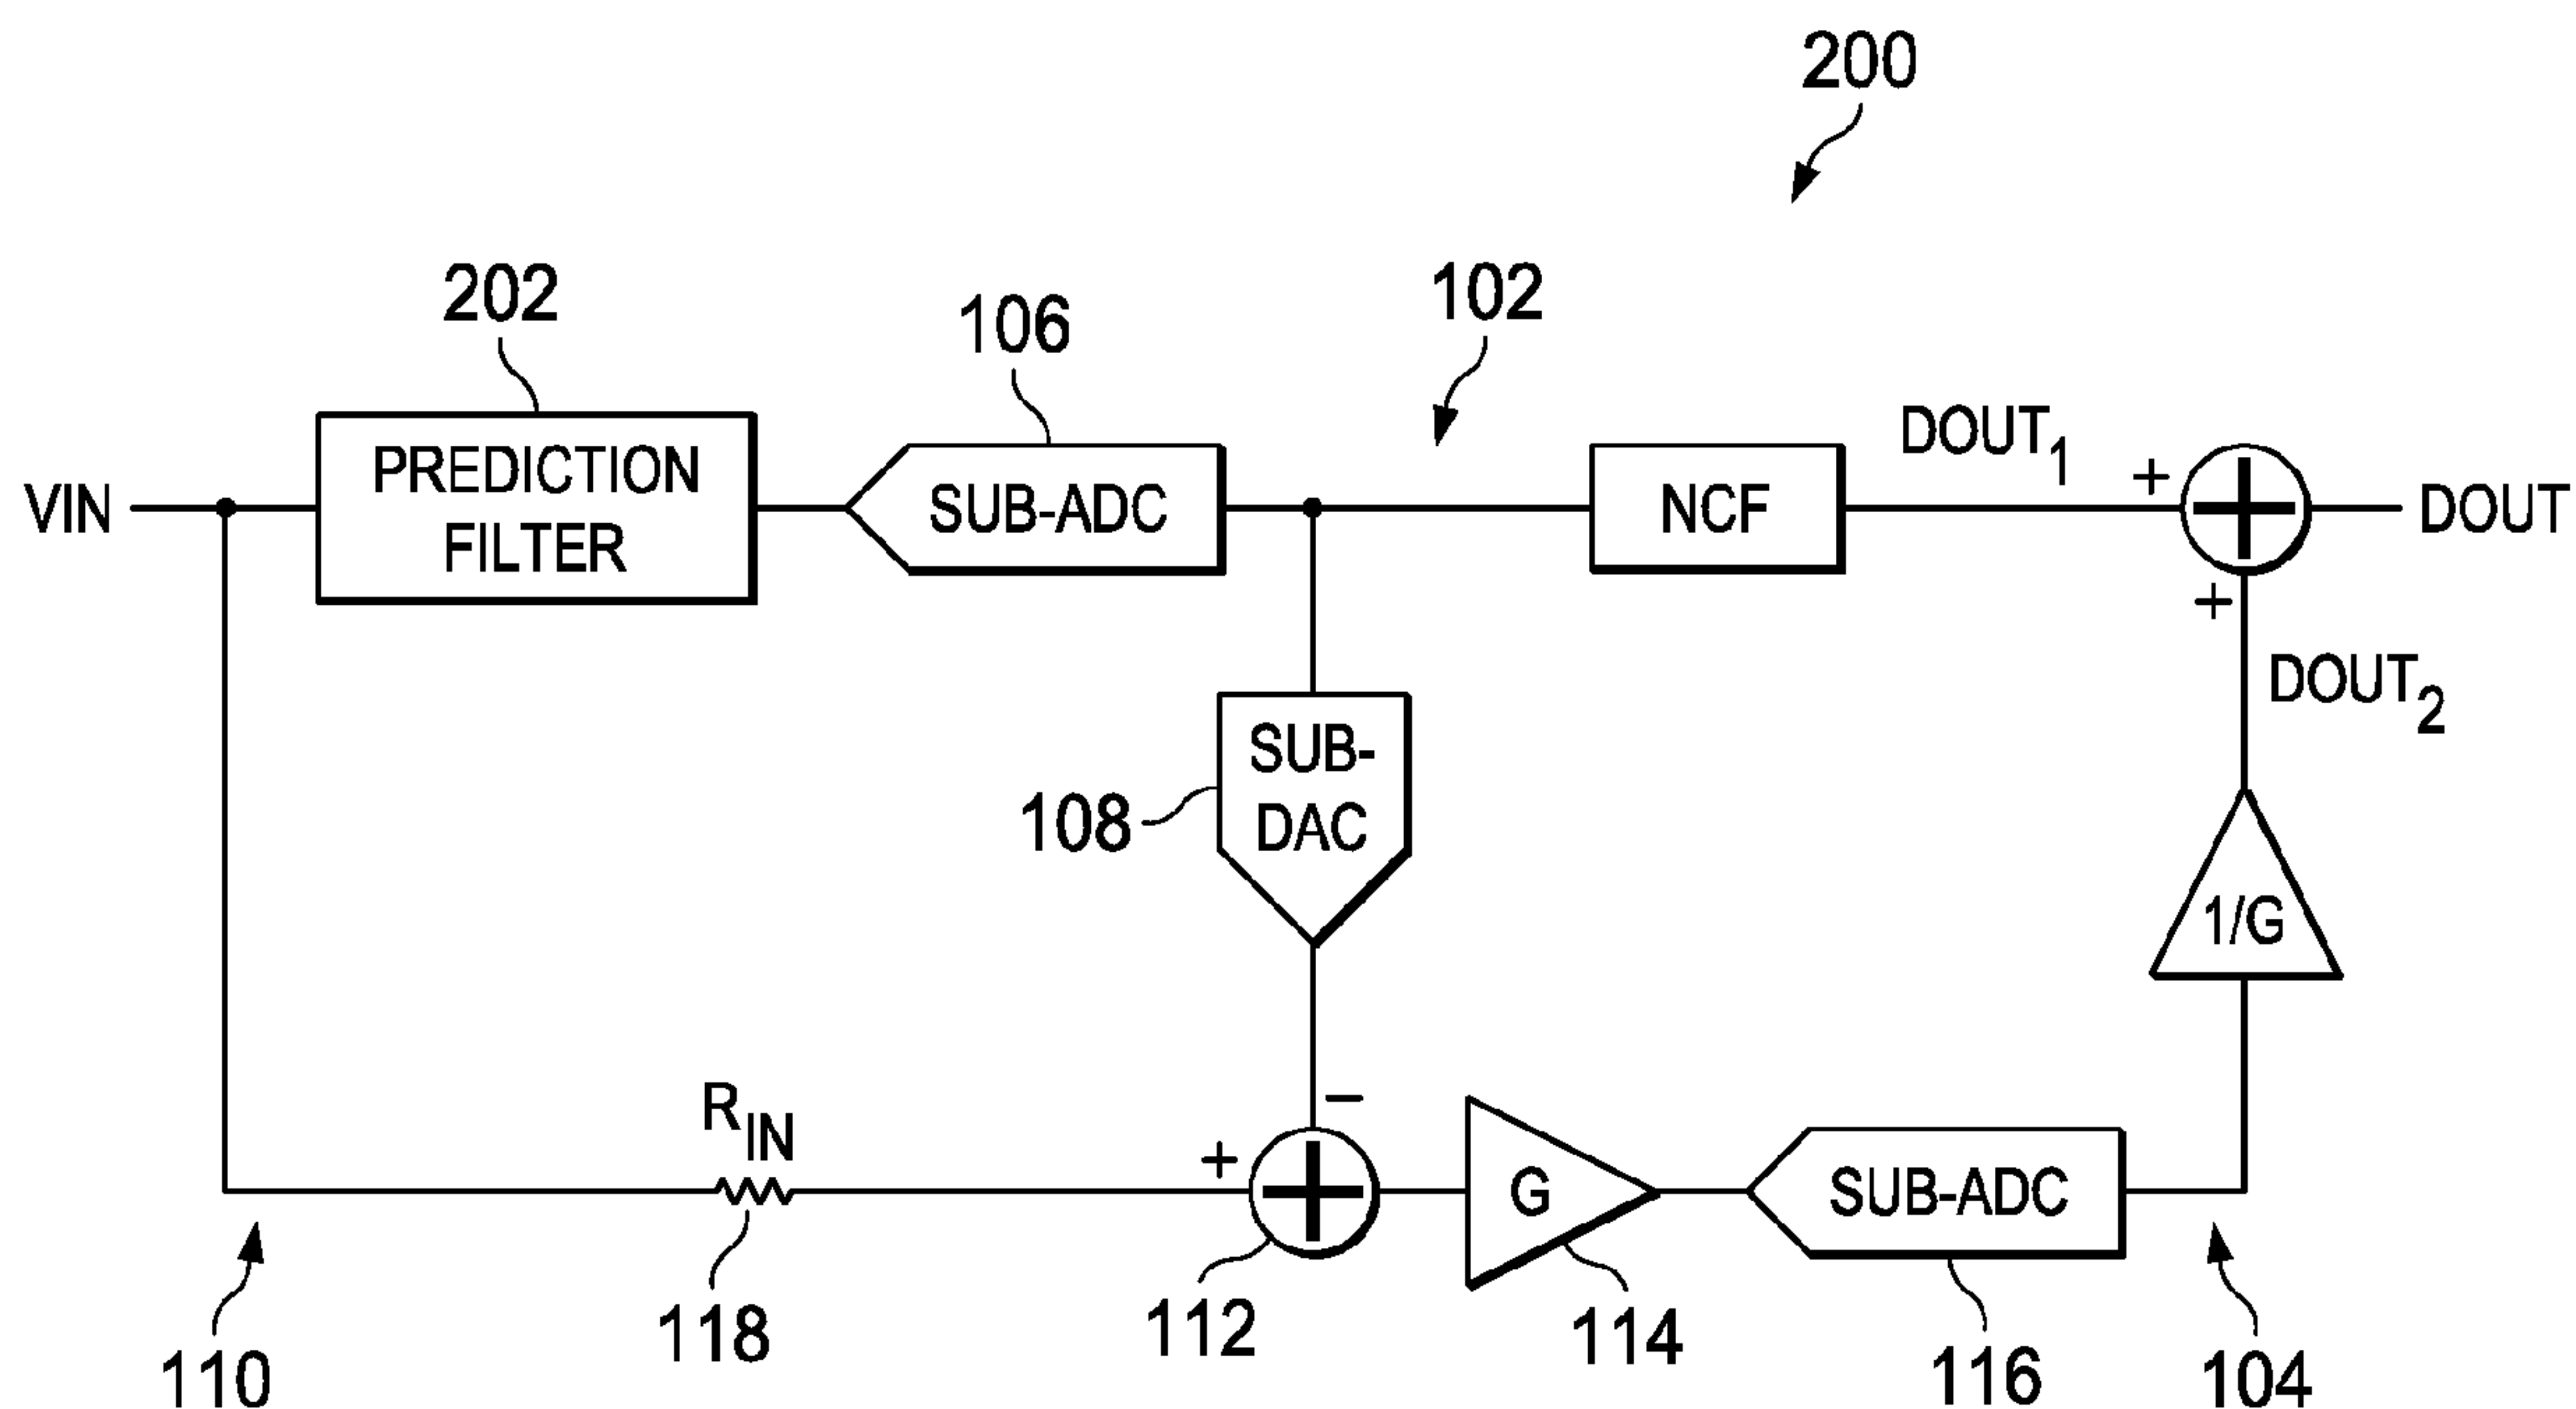 200
202
106
102
PREDICTION
FILTER
SUB-ADC
NCF
DOUT1
+
DOUT
VIN
+
DOUT2
SUB-
DAC
108
1/G
RIN
−
+
G
SUB-ADC
110
118
112
114
116
104